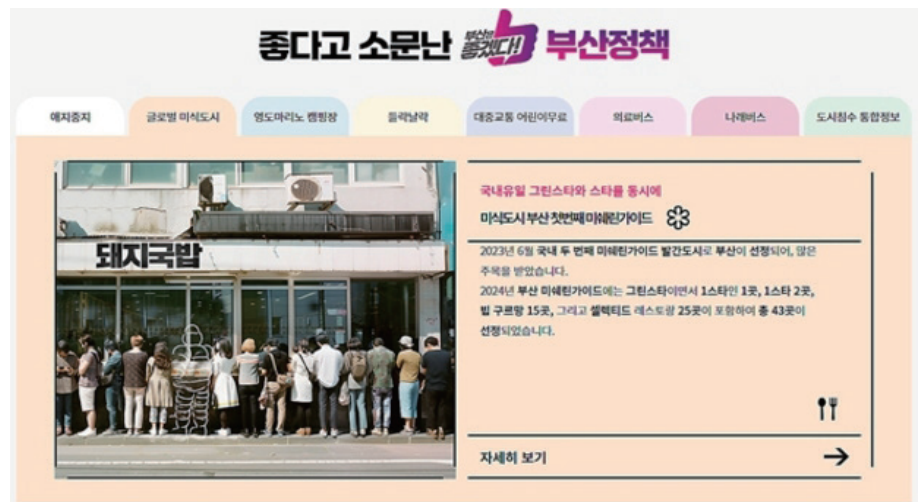 좋다고 소문난 부산이 좋겠다! 부산정책
애지중지
글로벌 미식도시
영도마리노 캠핑장
들락날락
대중교통 어린이무료
의료버스
나래버스
도시침수 통합정보
돼지국밥
국내유일 그린스타와 스타를 동시에
미식도시 부산 첫번째 미쉐린가이드
2023년 6월 국내 두 번째 미쉐린가이드 발간도시로 부산이 선정되어, 많은
주목을 받았습니다.
2024년 부산 미쉐린가이드에는 그린스타이면서 1스타인 1곳, 1스타 2곳,
빕 구르망 15곳, 그리고 셀렉티드 레스토랑 25곳이 포함하여 총 43곳이
선정되었습니다.
자세히 보기